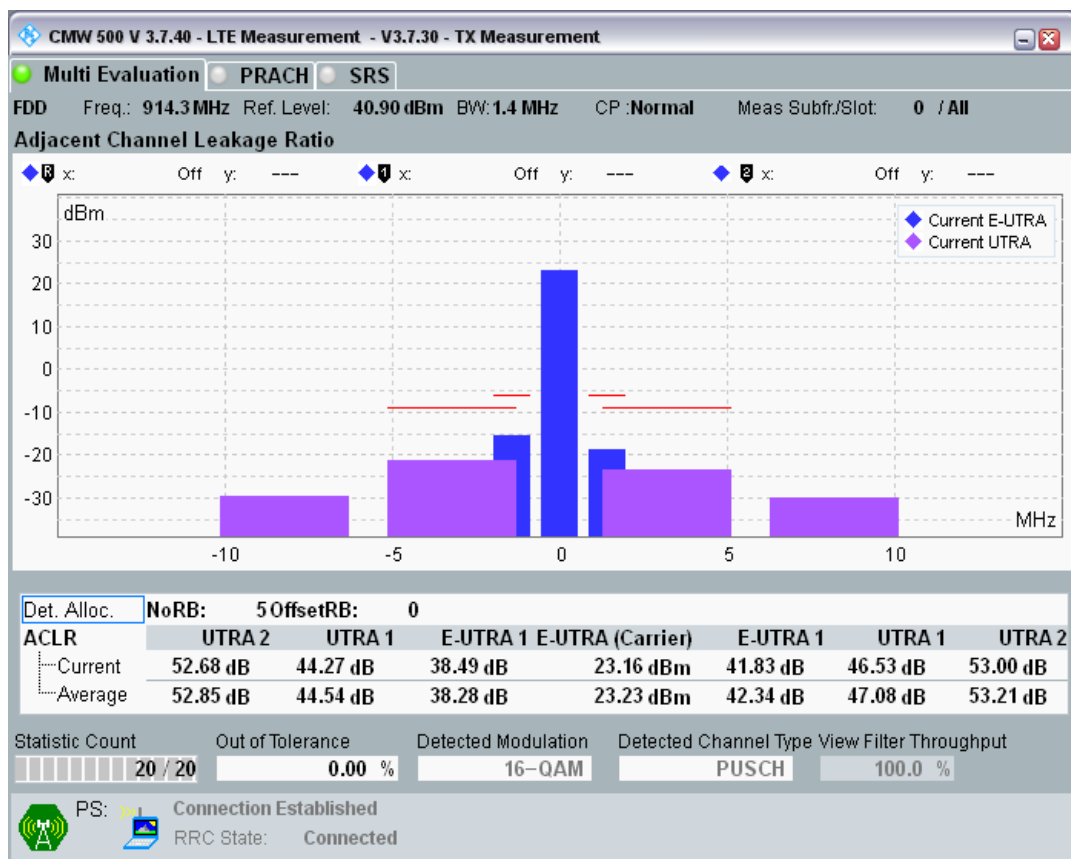 CMW 500 V 3.7.40 - LTE Measurement - V3.7.30 - TX Measurement
Multi Evaluation PRACH SRS
FDD Freq.: 914.3 MHz Ref. Level: 40.90 dBm BW: 1.4 MHz CP :Normal Meas Subfr./Slot: 0 / All
Adjacent Channel Leakage Ratio
R x: Off y: --- 1 x: Off y: --- 2 x: Off y: ---
dBm
Current E-UTRA
Current UTRA
30
20
10
0
-10
-20
-30
MHz
-10 -5 0 5 10
Det. Alloc. NoRB: 5 OffsetRB: 0
ACLR UTRA 2 UTRA 1 E-UTRA 1 E-UTRA (Carrier) E-UTRA 1 UTRA 1 UTRA 2
Current 52.68 dB 44.27 dB 38.49 dB 23.16 dBm 41.83 dB 46.53 dB 53.00 dB
Average 52.85 dB 44.54 dB 38.28 dB 23.23 dBm 42.34 dB 47.08 dB 53.21 dB
Statistic Count Out of Tolerance Detected Modulation Detected Channel Type View Filter Throughput
20 / 20 0.00 % 16-QAM PUSCH 100.0 %
PS: Connection Established
RRC State: Connected